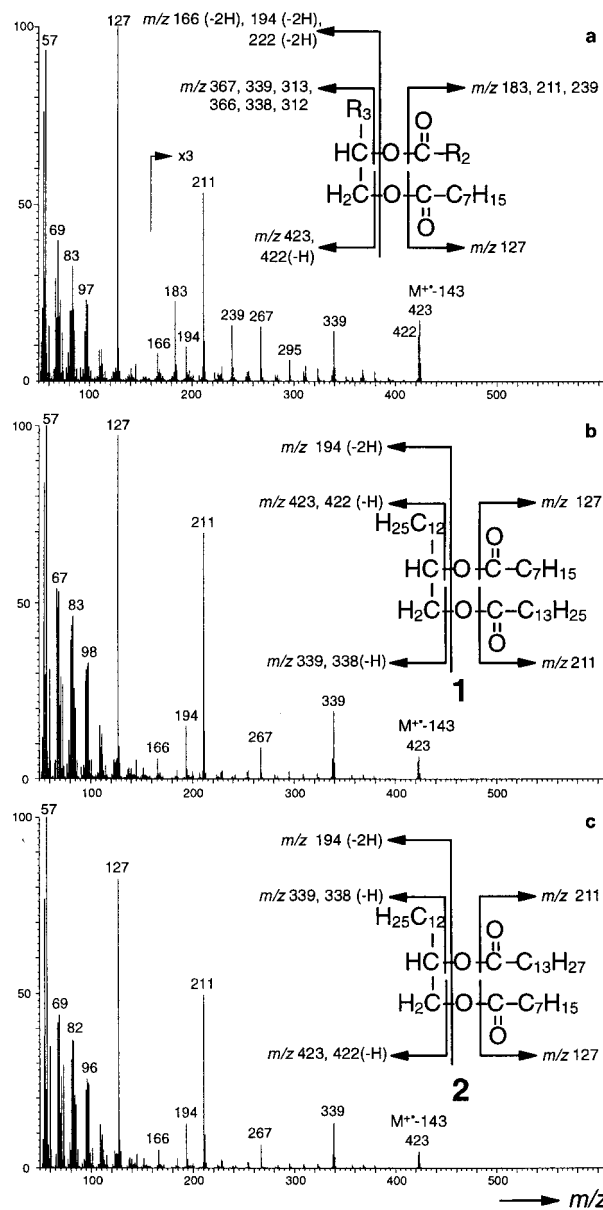 a
100
50
57
69
83
97
127
166
183
194
211
239
267
295
339
M⁺•-143
423
422
x3
m/z 166 (-2H), 194 (-2H),
222 (-2H)
m/z 367, 339, 313,
366, 338, 312
m/z 183, 211, 239
R₃
O
HC-O-C-R₂
H₂C-O-C-C₇H₁₅
O
m/z 423,
422(-H)
m/z 127
100 200 300 400 500
b
100
50
57
67
83
98
127
166
194
211
267
339
M⁺•-143
423
m/z 194 (-2H)
m/z 423, 422 (-H)
m/z 127
H₂₅C₁₂
O
HC-O-C-C₇H₁₅
H₂C-O-C-C₁₃H₂₅
O
m/z 339, 338(-H)
m/z 211
1
100 200 300 400 500
c
100
50
57
69
82
96
127
166
194
211
267
339
M⁺•-143
423
m/z 194 (-2H)
m/z 339, 338 (-H)
m/z 211
H₂₅C₁₂
O
HC-O-C-C₁₃H₂₇
H₂C-O-C-C₇H₁₅
O
m/z 423, 422(-H)
m/z 127
2
100 200 300 400 500
m/z